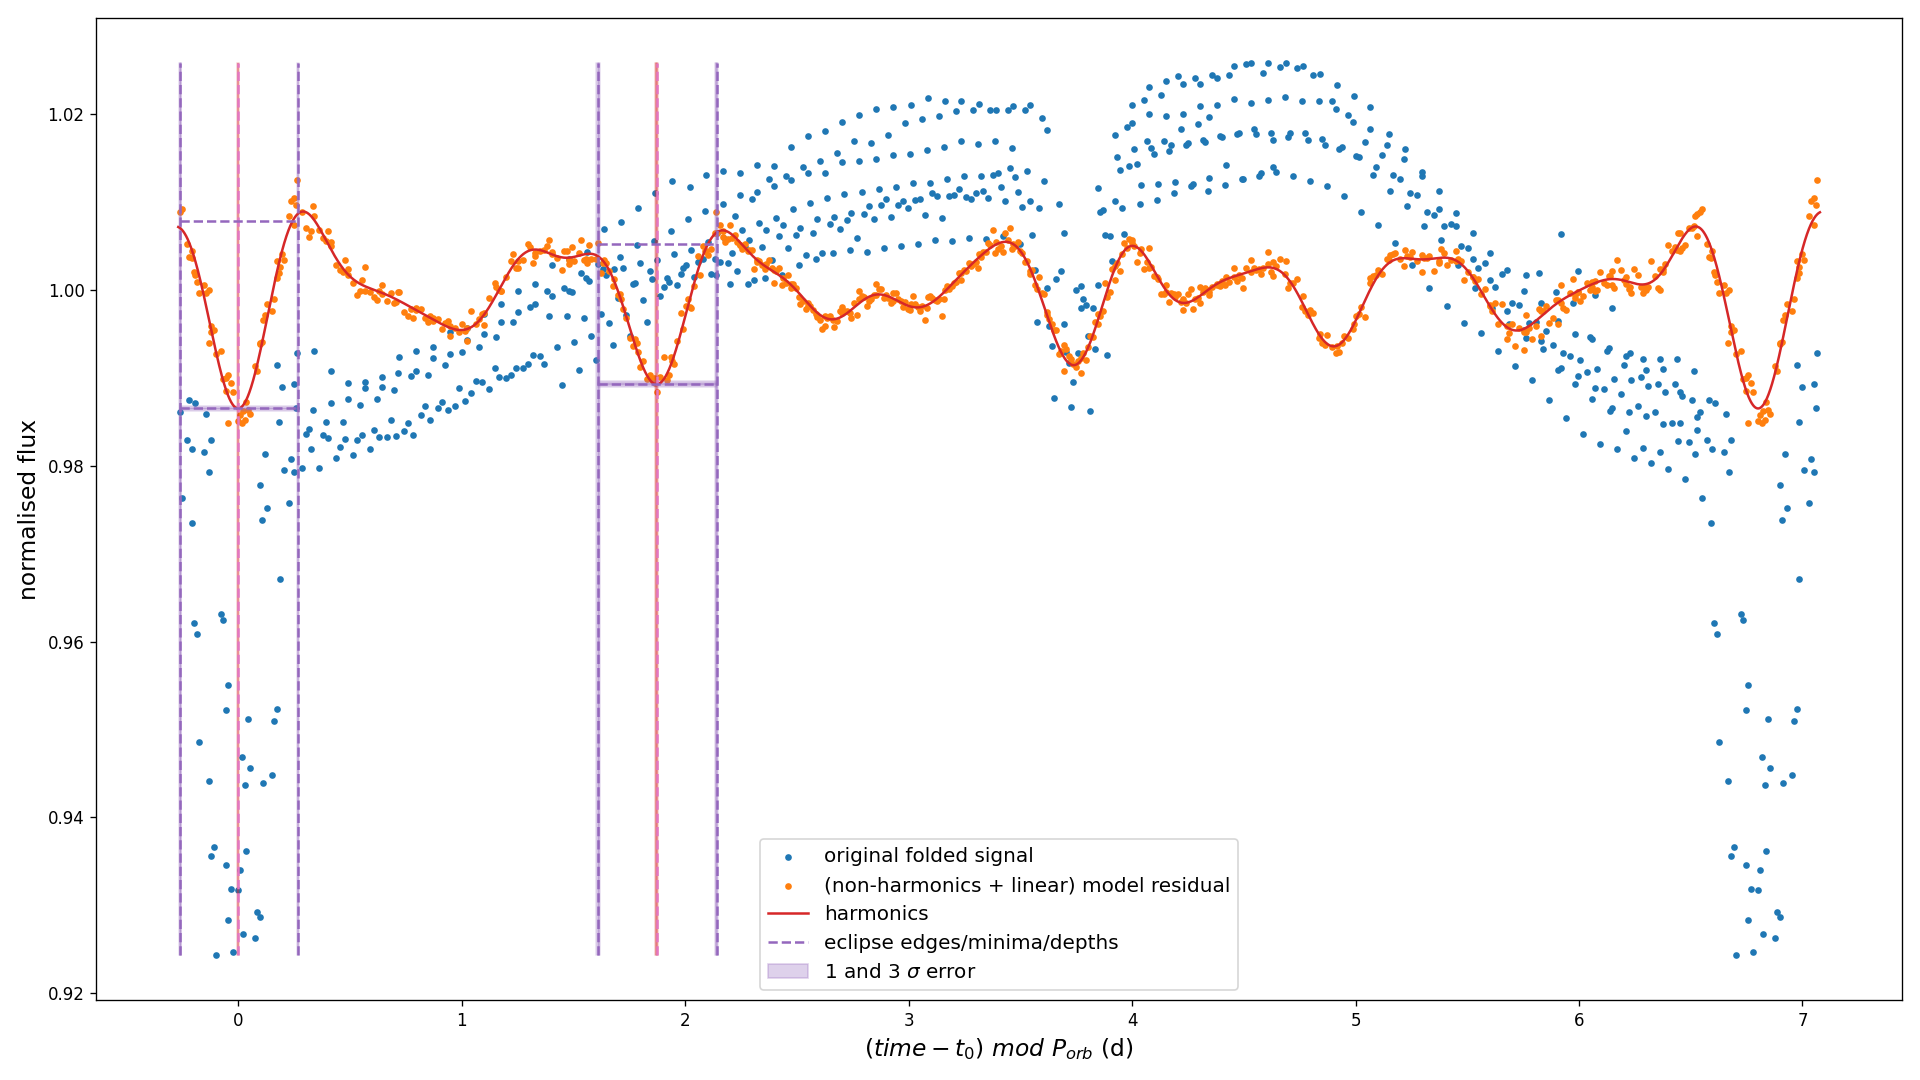 1.02
1.00
0.98
0.96
0.94
0.92
normalised flux
original folded signal
(non-harmonics + linear) model residual
harmonics
eclipse edges/minima/depths
1 and 3 σ error
0 1 2 3 4 5 6 7
(time − t₀) mod Pₒᵣb (d)